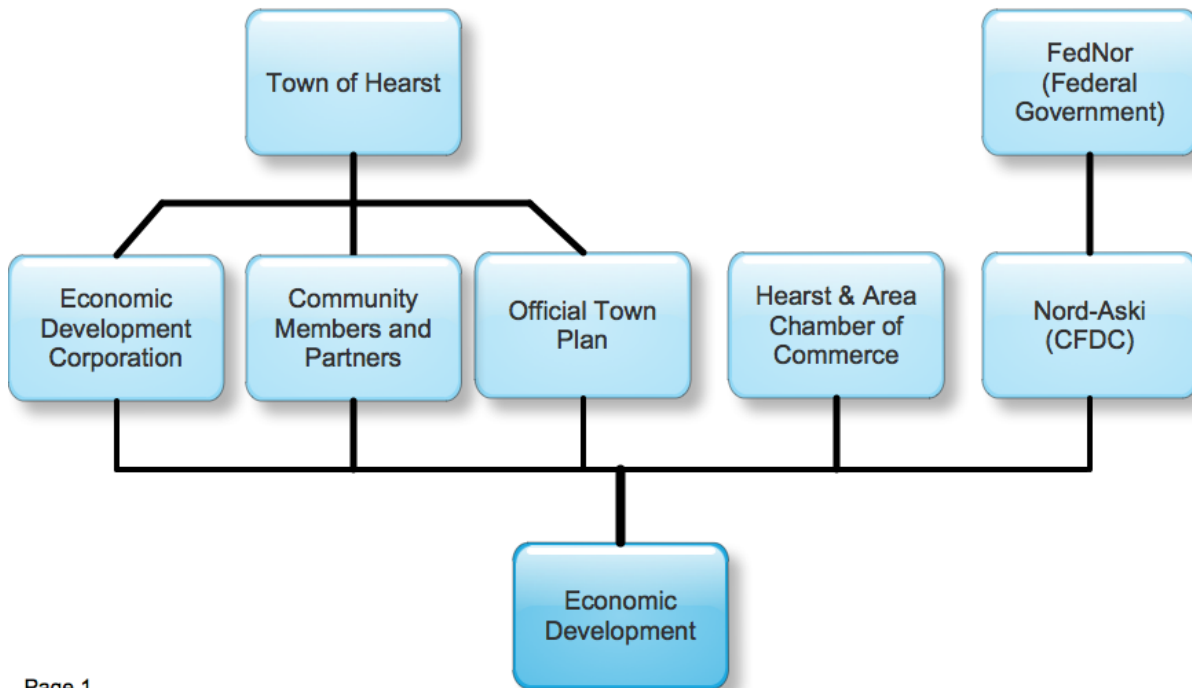 Town of Hearst
FedNor
(Federal
Government)
Economic
Development
Corporation
Community
Members and
Partners
Official Town
Plan
Hearst & Area
Chamber of
Commerce
Nord-Aski
(CFDC)
Economic
Development
Page 1